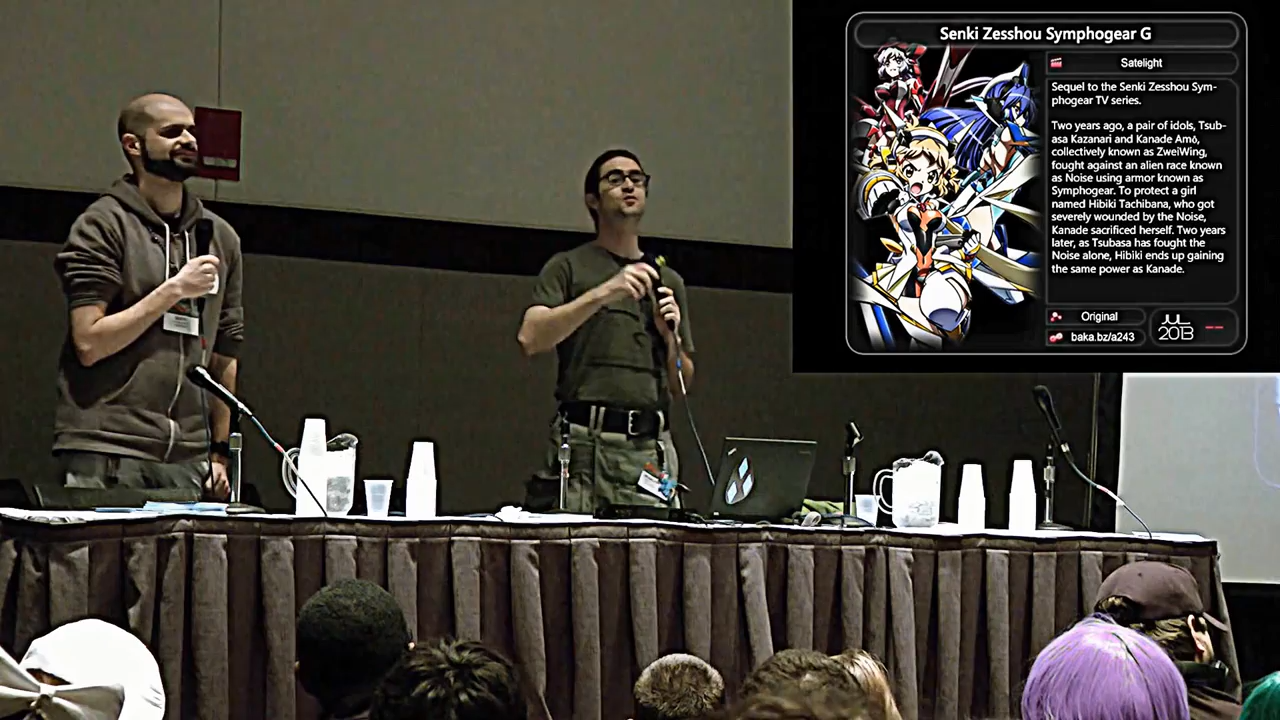 Senki Zesshou Symphogear G
Satelight
Sequel to the Senki Zesshou Sym-
phogear TV series.
Two years ago, a pair of idols, Tsub-
asa Kazanari and Kanade Amō,
collectively known as ZweiWing,
fought against an alien race known
as Noise using armor known as
Symphogear. To protect a girl
named Hibiki Tachibana, who got
severely wounded by the Noise,
Kanade sacrificed herself. Two years
later, as Tsubasa has fought the
Noise alone, Hibiki ends up gaining
the same power as Kanade.
Original
baka.bz/a243
JUL
2013